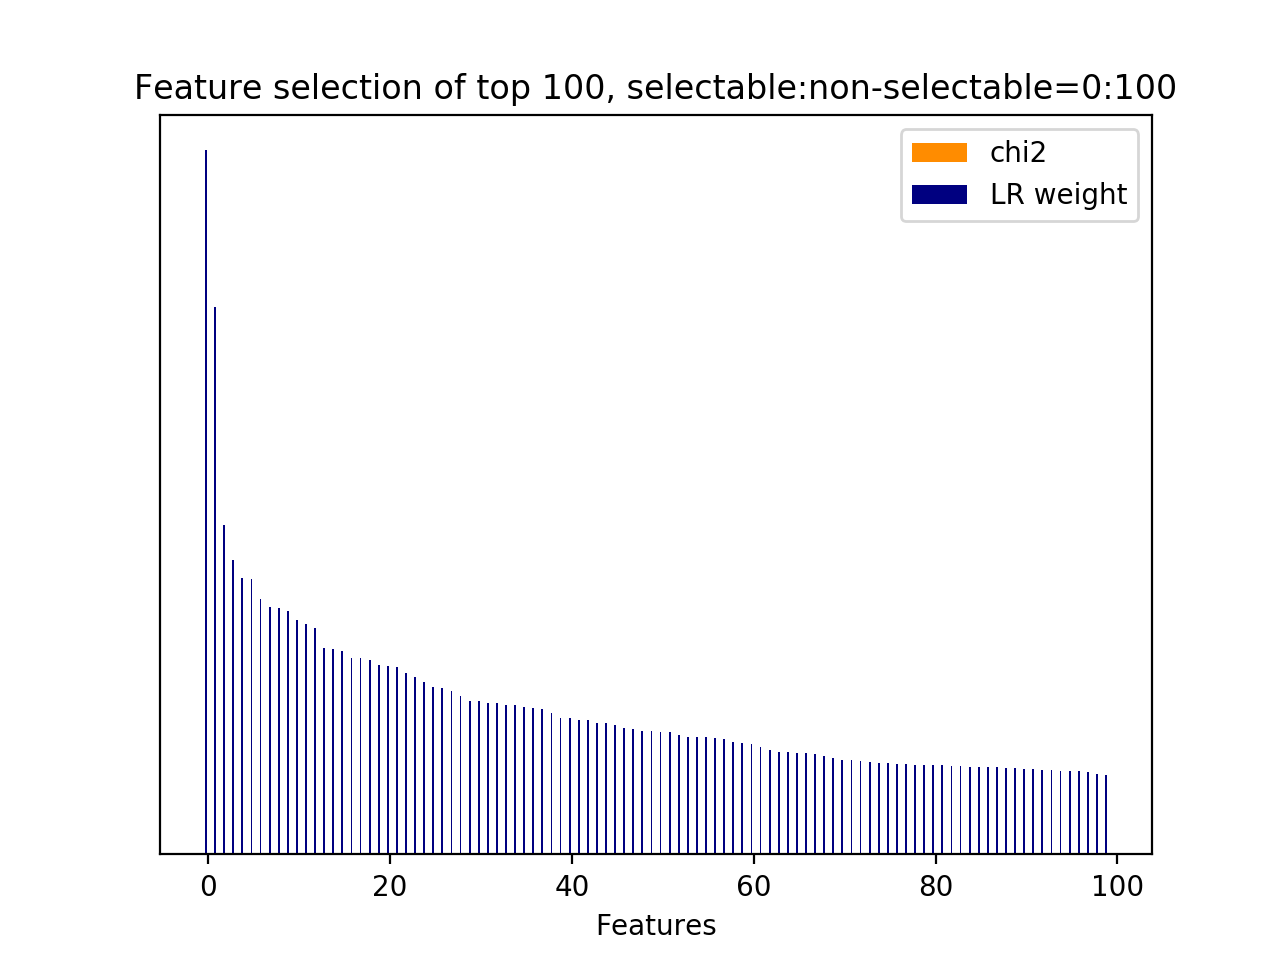 Feature selection of top 100, selectable:non-selectable=0:100
chi2
LR weight
0 20 40 60 80 100
Features